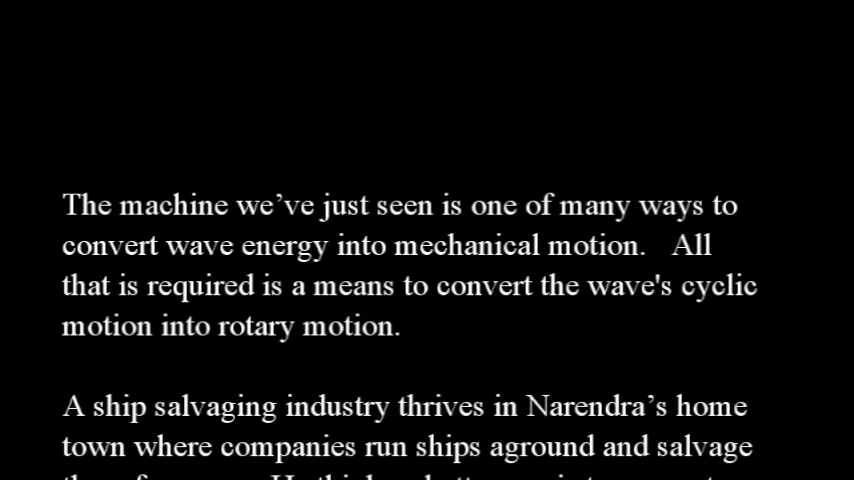 The machine we’ve just seen is one of many ways to
convert wave energy into mechanical motion.   All
that is required is a means to convert the wave's cyclic
motion into rotary motion.
A ship salvaging industry thrives in Narendra’s home
town where companies run ships aground and salvage